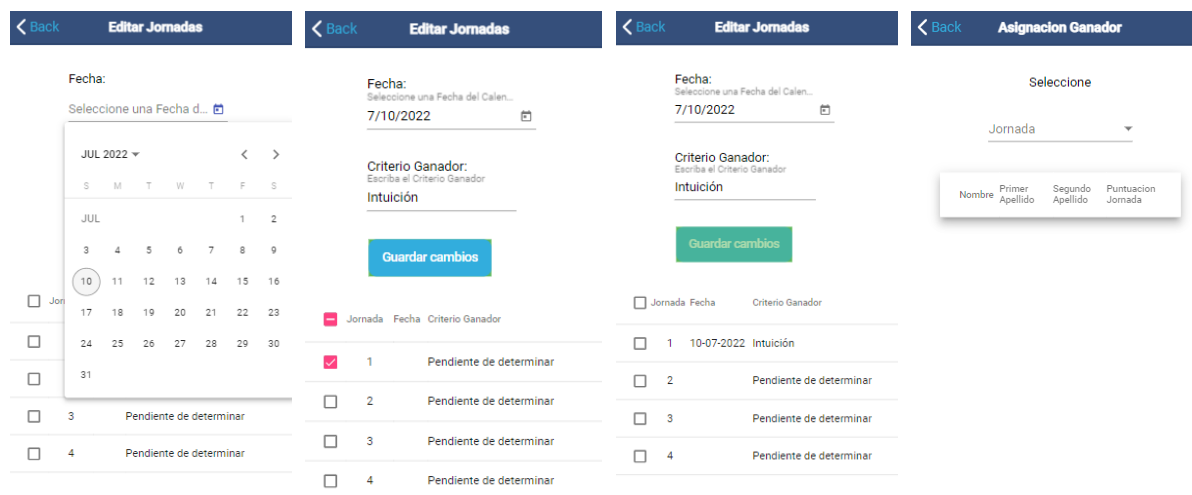 Back Editar Jornadas
Fecha:
Seleccione una Fecha d...
JUL 2022
S M T W T F S
JUL 1 2
3 4 5 6 7 8 9
10 11 12 13 14 15 16
Jor
17 18 19 20 21 22 23
24 25 26 27 28 29 30
31
3 Pendiente de determinar
4 Pendiente de determinar
Back Editar Jornadas
Fecha:
Seleccione una Fecha del Calen...
7/10/2022
Criterio Ganador:
Escriba el Criterio Ganador
Intuición
Guardar cambios
Jornada Fecha Criterio Ganador
1 Pendiente de determinar
2 Pendiente de determinar
3 Pendiente de determinar
4 Pendiente de determinar
Back Editar Jornadas
Fecha:
Seleccione una Fecha del Calen...
7/10/2022
Criterio Ganador:
Escriba el Criterio Ganador
Intuición
Guardar cambios
Jornada Fecha Criterio Ganador
1 10-07-2022 Intuición
2 Pendiente de determinar
3 Pendiente de determinar
4 Pendiente de determinar
Back Asignacion Ganador
Seleccione
Jornada
Nombre Primer Apellido Segundo Apellido Puntuacion Jornada